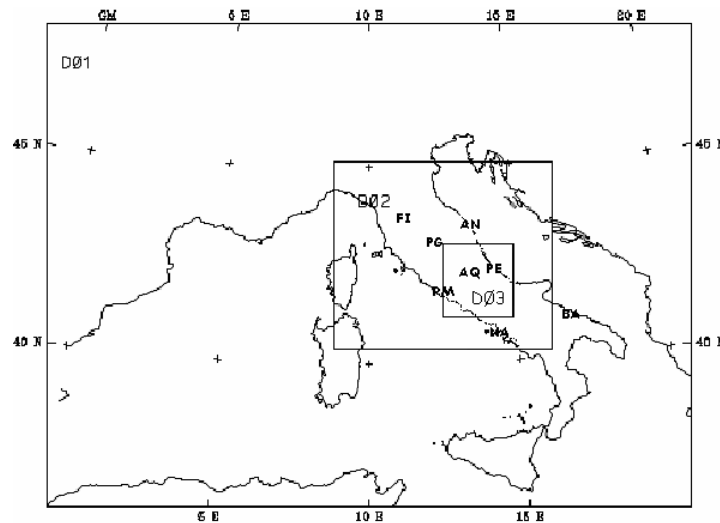 GM 5 E 10 E 15 E 20 E
D01
45 N 45 N
D02
FI AN
PG
AQ PE
RM D03
BA
NA
40 N 40 N
5 E 10 E 15 E